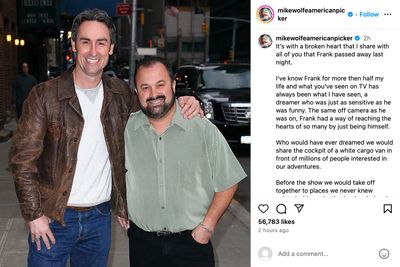 mikewolfeamericanpi
cker
Follow
mikewolfeamericanpicker 2h
It's with a broken heart that I share with
all of you that Frank passed away last
night.
I've know Frank for more then half my
life and what you've seen on TV has
always been what I have seen, a
dreamer who was just as sensitive as he
was funny. The same off camera as he
was on, Frank had a way of reaching the
hearts of so many by just being himself.
Who would have ever dreamed we would
share the cockpit of a white cargo van in
front of millions of people interested in
our adventures.
Before the show we would take off
together to places we never knew
56,783 likes
2 hours ago
Add a comment...